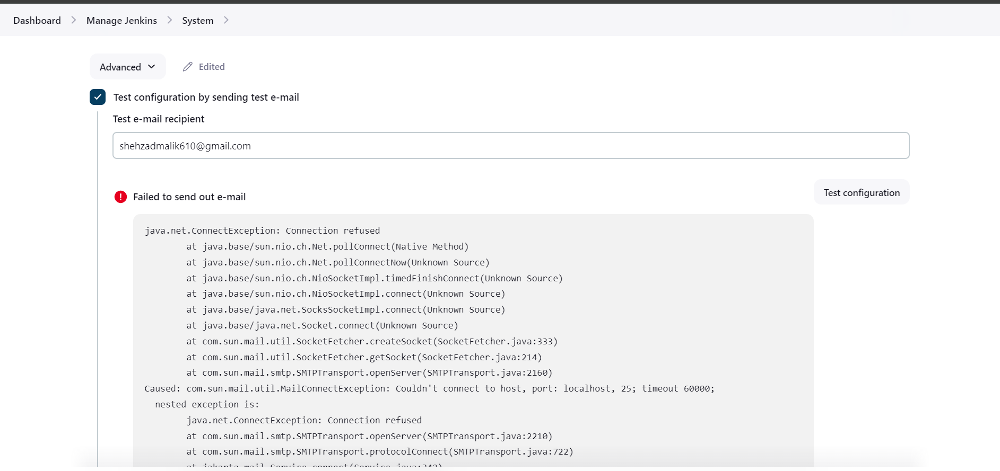 Dashboard > Manage Jenkins > System >
Advanced Edited
Test configuration by sending test e-mail
Test e-mail recipient
shehzadmalik610@gmail.com
Failed to send out e-mail
Test configuration
java.net.ConnectException: Connection refused
at java.base/sun.nio.ch.Net.pollConnect(Native Method)
at java.base/sun.nio.ch.Net.pollConnectNow(Unknown Source)
at java.base/sun.nio.ch.NioSocketImpl.timedFinishConnect(Unknown Source)
at java.base/sun.nio.ch.NioSocketImpl.connect(Unknown Source)
at java.base/java.net.SocksSocketImpl.connect(Unknown Source)
at java.base/java.net.Socket.connect(Unknown Source)
at com.sun.mail.util.SocketFetcher.createSocket(SocketFetcher.java:333)
at com.sun.mail.util.SocketFetcher.getSocket(SocketFetcher.java:214)
at com.sun.mail.smtp.SMTPTransport.openServer(SMTPTransport.java:2160)
Caused: com.sun.mail.util.MailConnectException: Couldn't connect to host, port: localhost, 25; timeout 60000;
nested exception is:
java.net.ConnectException: Connection refused
at com.sun.mail.smtp.SMTPTransport.openServer(SMTPTransport.java:2210)
at com.sun.mail.smtp.SMTPTransport.protocolConnect(SMTPTransport.java:722)
at jakarta.mail.Service.connect(Service.java:342)